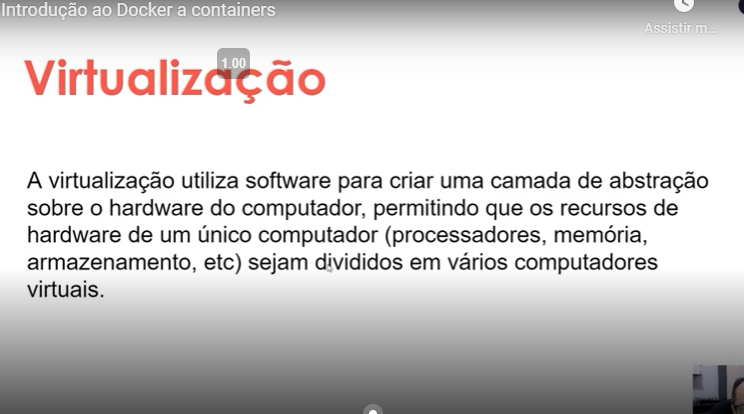 Introdução ao Docker a containers
Assistir m...
1.00
Virtualização
A virtualização utiliza software para criar uma camada de abstração
sobre o hardware do computador, permitindo que os recursos de
hardware de um único computador (processadores, memória,
armazenamento, etc) sejam divididos em vários computadores
virtuais.